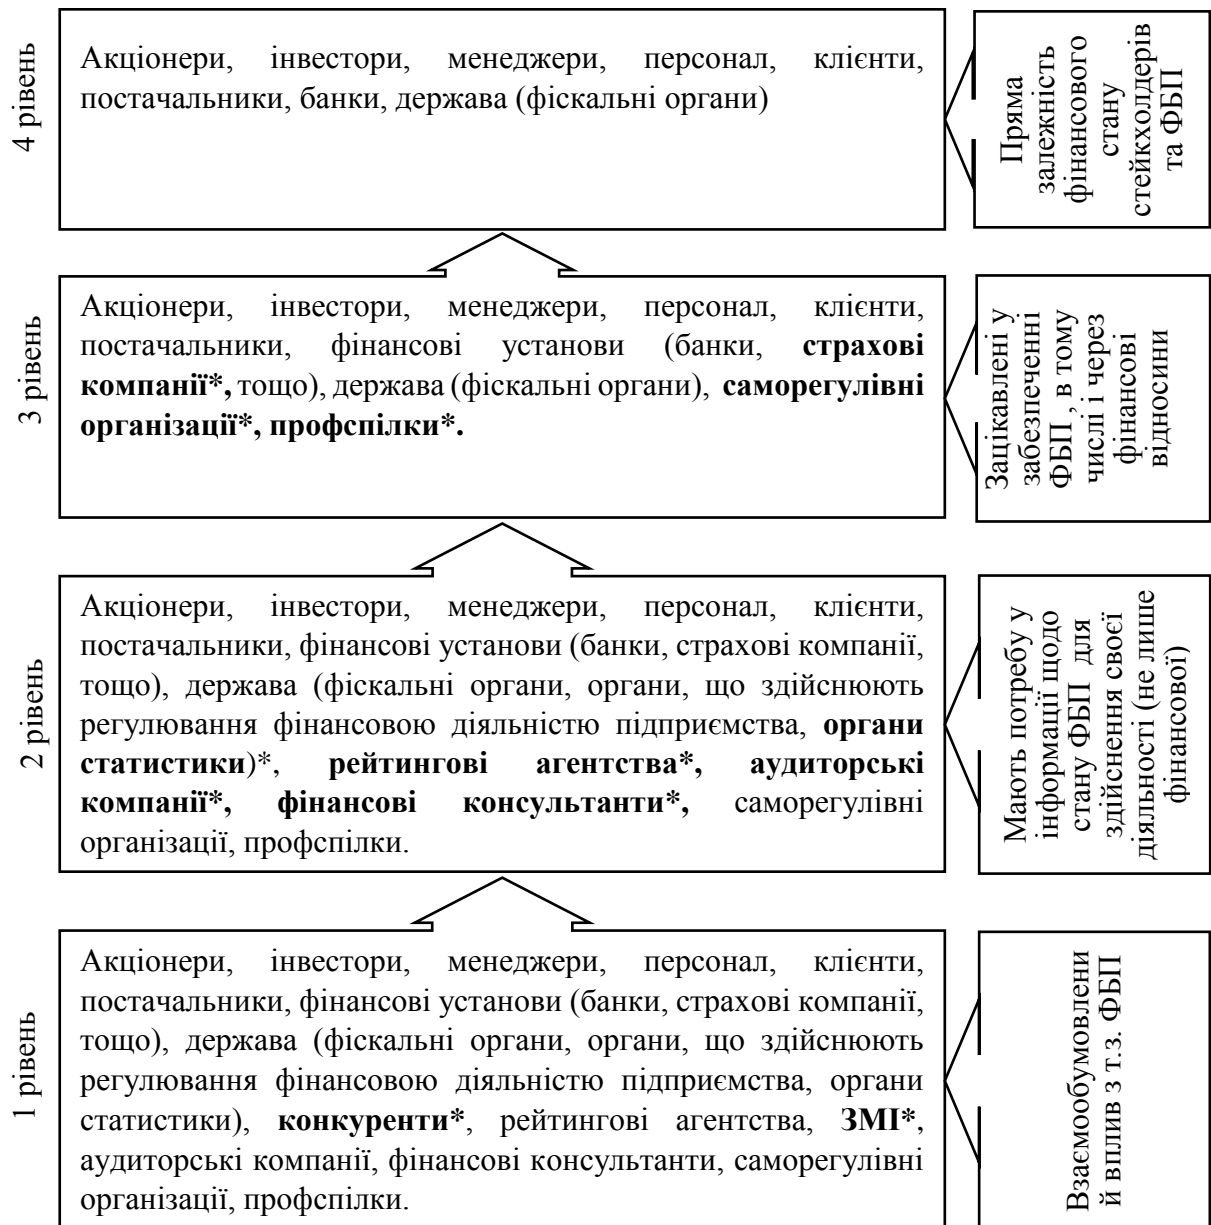 4 рівень
Акціонери, інвестори, менеджери, персонал, клієнти,
постачальники, банки, держава (фіскальні органи)
Пряма
залежність
фінансового
стану
стейкхолдерів
та ФБП
3 рівень
Акціонери, інвестори, менеджери, персонал, клієнти,
постачальники, фінансові установи (банки, страхові
компанії*, тощо), держава (фіскальні органи), саморегулівні
організації*, профспілки*.
Зацікавлені у
забезпеченні
ФБП , в тому
числі і через
фінансові
відносини
2 рівень
Акціонери, інвестори, менеджери, персонал, клієнти,
постачальники, фінансові установи (банки, страхові компанії,
тощо), держава (фіскальні органи, органи, що здійснюють
регулювання фінансовою діяльністю підприємства, органи
статистики)*, рейтингові агентства*, аудиторські
компанії*, фінансові консультанти*, саморегулівні
організації, профспілки.
Мають потребу у
інформації щодо
стану ФБП для
здійснення своєї
діяльності (не лише
фінансової)
1 рівень
Акціонери, інвестори, менеджери, персонал, клієнти,
постачальники, фінансові установи (банки, страхові компанії,
тощо), держава (фіскальні органи, органи, що здійснюють
регулювання фінансовою діяльністю підприємства, органи
статистики), конкуренти*, рейтингові агентства, ЗМІ*,
аудиторські компанії, фінансові консультанти, саморегулівні
організації, профспілки.
Взаємообумовлени
й вплив з т.з. ФБП